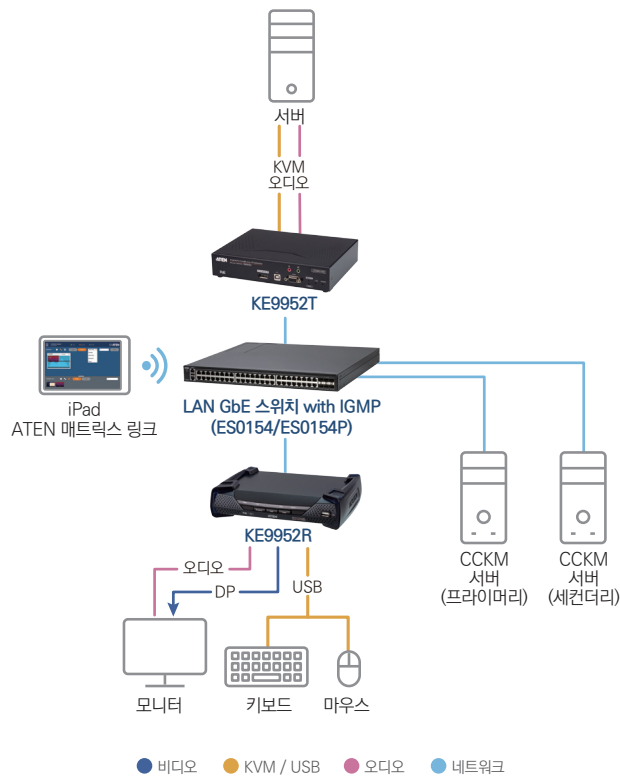 서버
KVM
오디오
ATEN
KE9952T
iPad
ATEN 매트릭스 링크
LAN GbE 스위치 with IGMP
(ES0154/ES0154P)
KE9952R
오디오
DP
USB
CCKM
서버
(프라이머리)
CCKM
서버
(세컨더리)
모니터
키보드
마우스
비디오
KVM / USB
오디오
네트워크